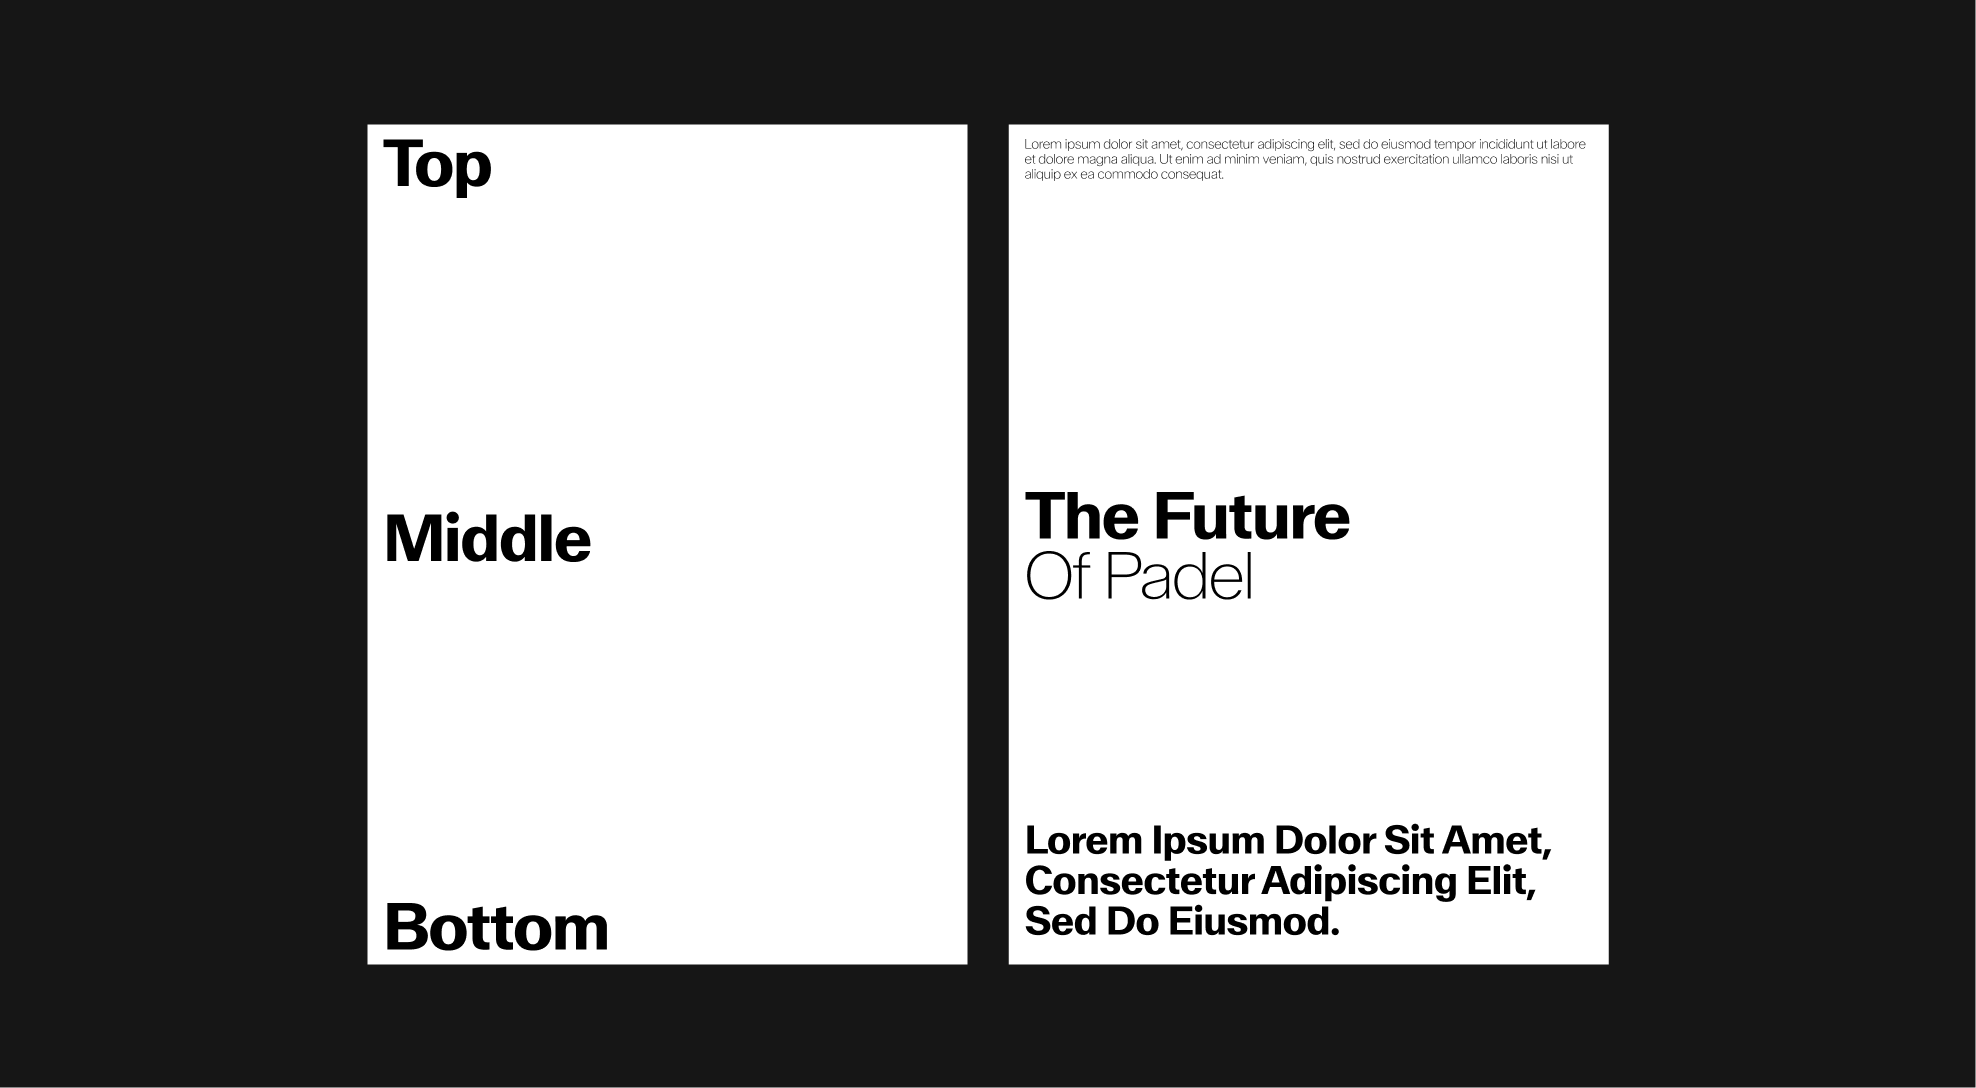 Top
Middle
Bottom
Lorem ipsum dolor sit amet, consectetur adipiscing elit, sed do eiusmod tempor incididunt ut labore
et dolore magna aliqua. Ut enim ad minim veniam, quis nostrud exercitation ullamco laboris nisi ut
aliquip ex ea commodo consequat.
The Future
Of Padel
Lorem Ipsum Dolor Sit Amet,
Consectetur Adipiscing Elit,
Sed Do Eiusmod.